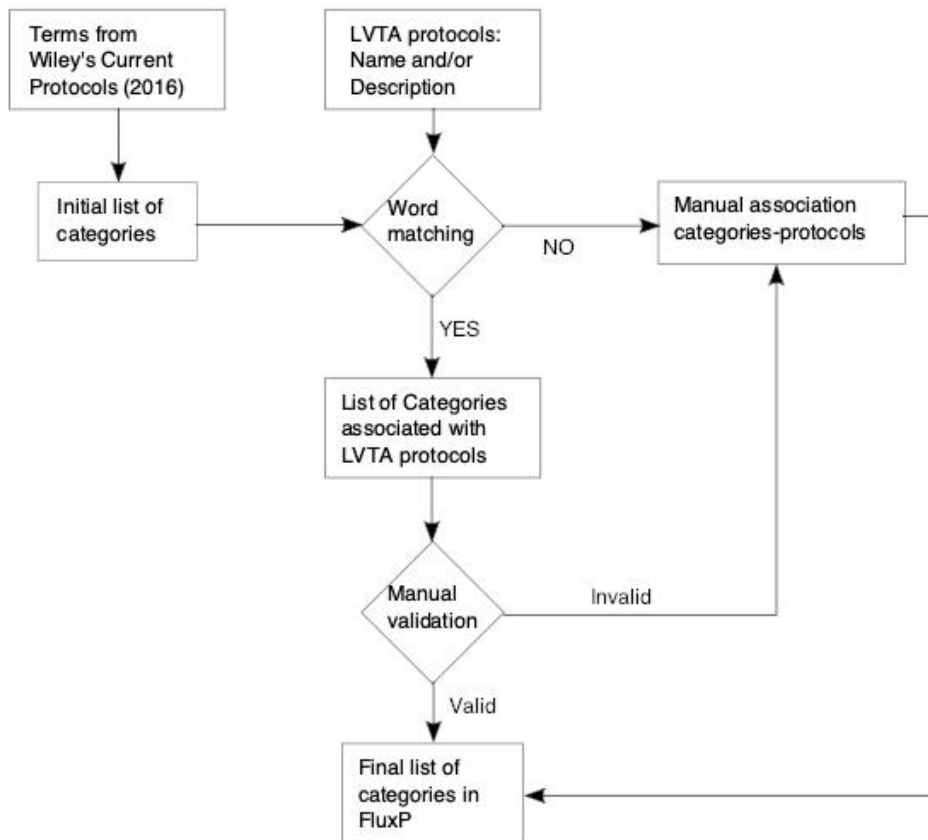 Terms from
Wiley's Current
Protocols (2016)
LVTA protocols:
Name and/or
Description
Initial list of
categories
Word
matching
NO
Manual association
categories-protocols
YES
List of Categories
associated with
LVTA protocols
Manual
validation
Invalid
Valid
Final list of
categories in
FluxP